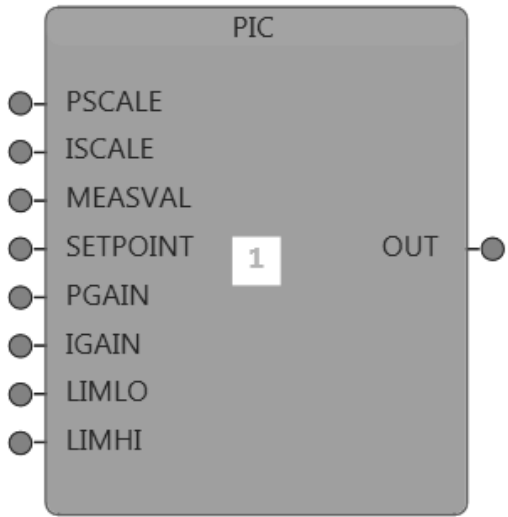 PIC
PSCALE
ISCALE
MEASVAL
SETPOINT 1 OUT
PGAIN
IGAIN
LIMLO
LIMHI